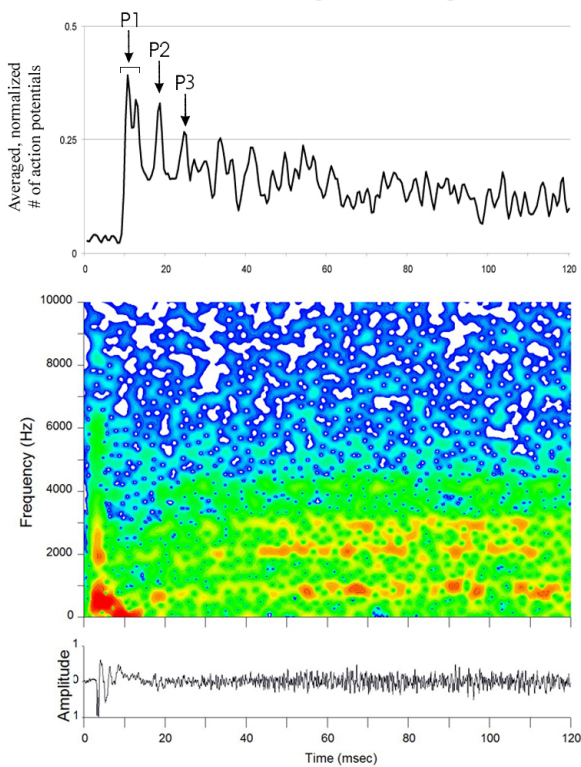 P1
P2
P3
0.5
0.25
0
Averaged, normalized
# of action potentials
0 20 40 60 80 100 120
10000
8000
6000
4000
2000
0
Frequency (Hz)
1
0
1
Amplitude
0 20 40 60 80 100 120
Time (msec)